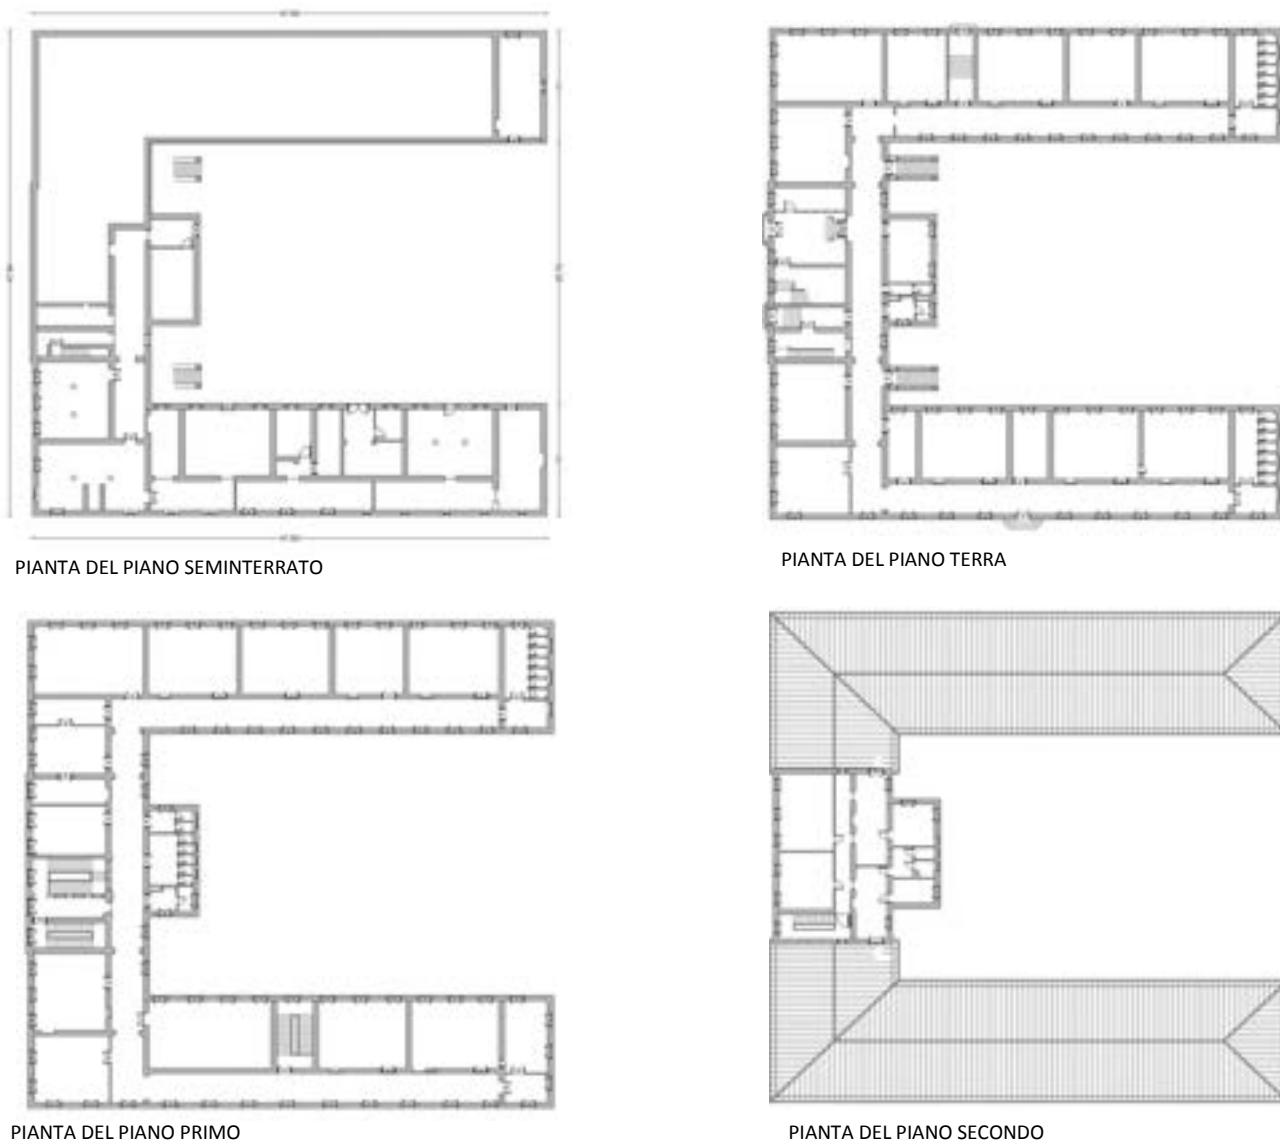 PIANTA DEL PIANO SEMINTERRATO
PIANTA DEL PIANO TERRA
PIANTA DEL PIANO PRIMO
PIANTA DEL PIANO SECONDO